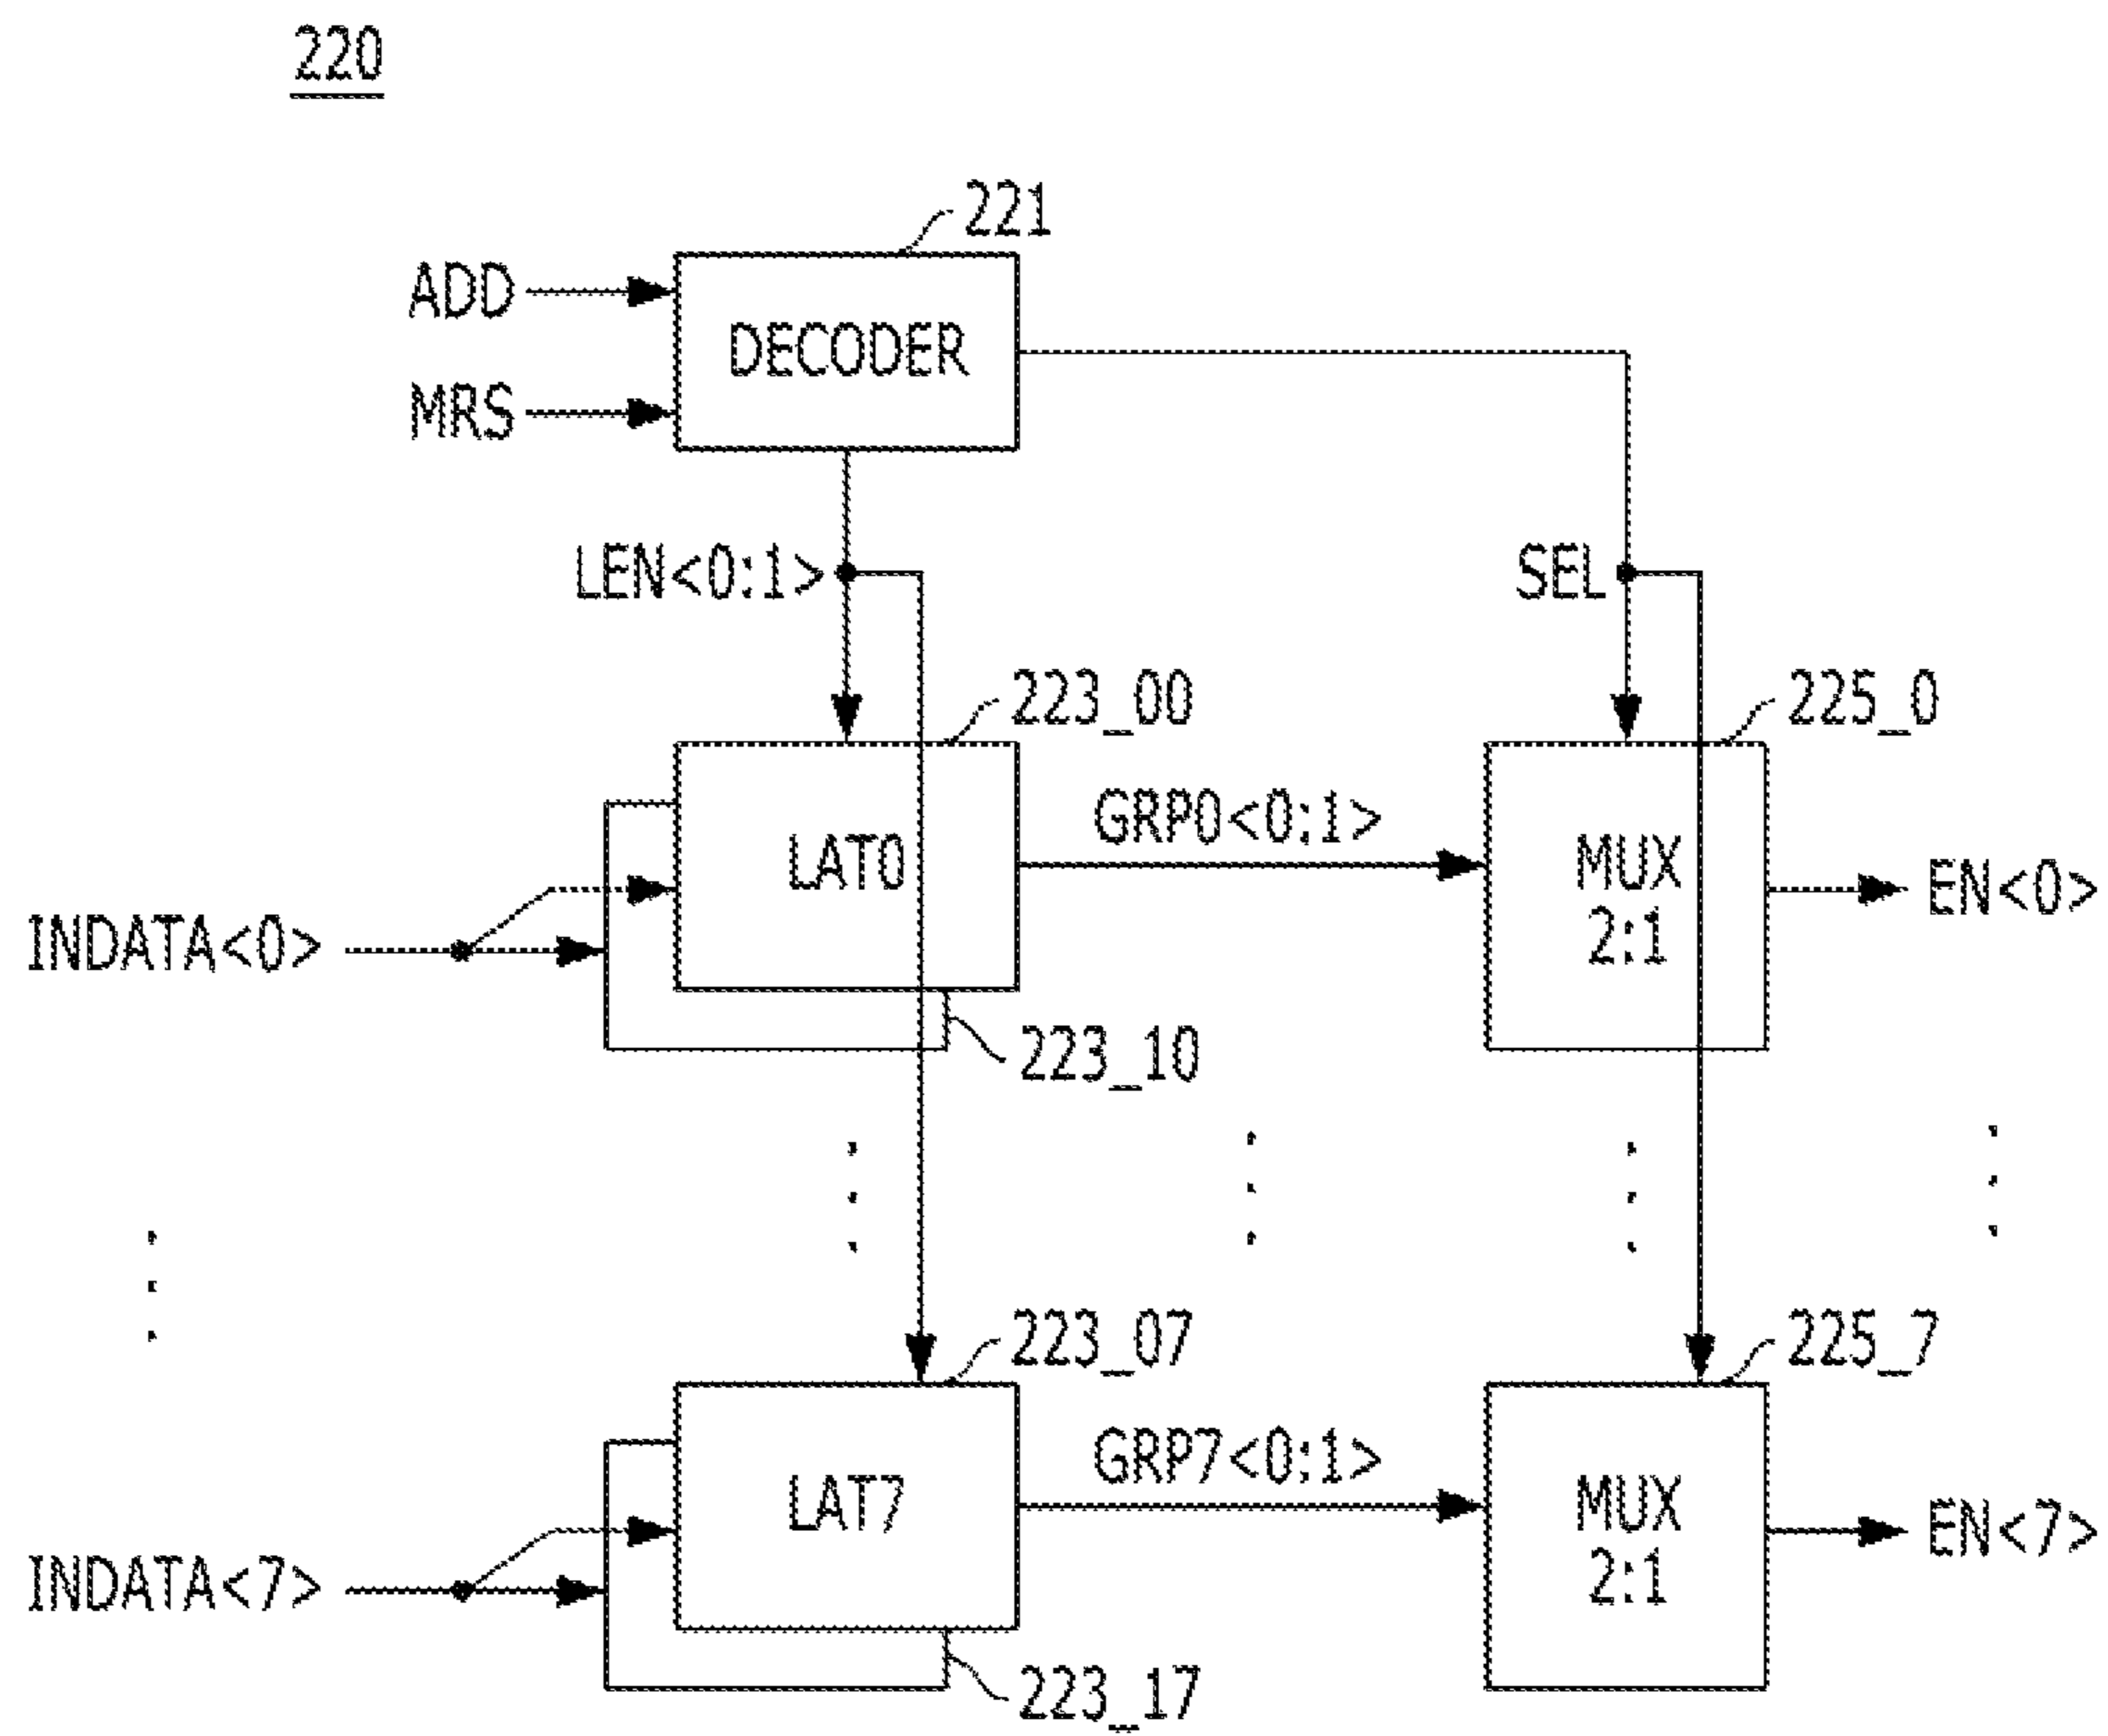 220
221
ADD
DECODER
MRS
LEN<0:1>
SEL
223_00
225_0
GRP0<0:1>
LAT0
MUX
2:1
EN<0>
INDATA<0>
223_10
223_07
225_7
GRP7<0:1>
LAT7
MUX
2:1
EN<7>
INDATA<7>
223_17